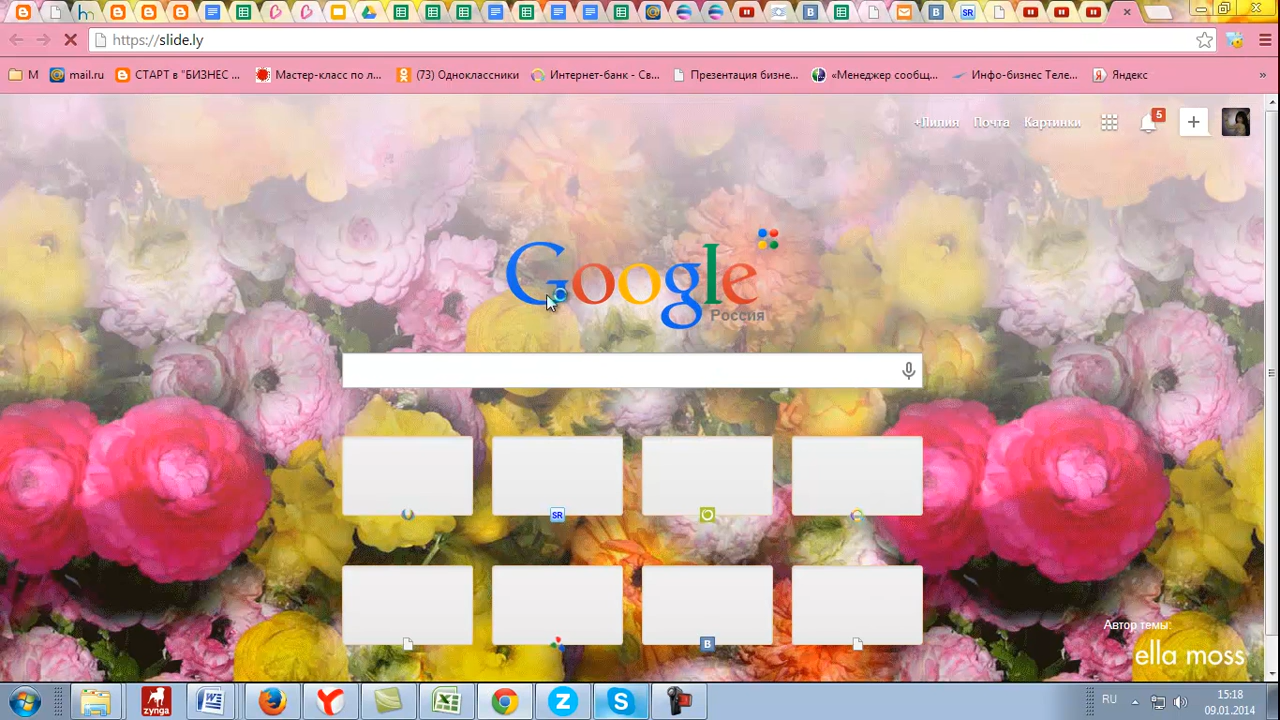 https://slide.ly
М
mail.ru
СТАРТ в "БИЗНЕС ...
Мастер-класс по л...
(73) Одноклассники
Интернет-банк - Св...
Презентация бизне...
«Менеджер сообщ...
Инфо-бизнес Теле...
Яндекс
»
+Лилия
Почта
Картинки
5
Google
Россия
SR
B
Автор темы:
ella moss
zynga
RU
15:18
09.01.2014